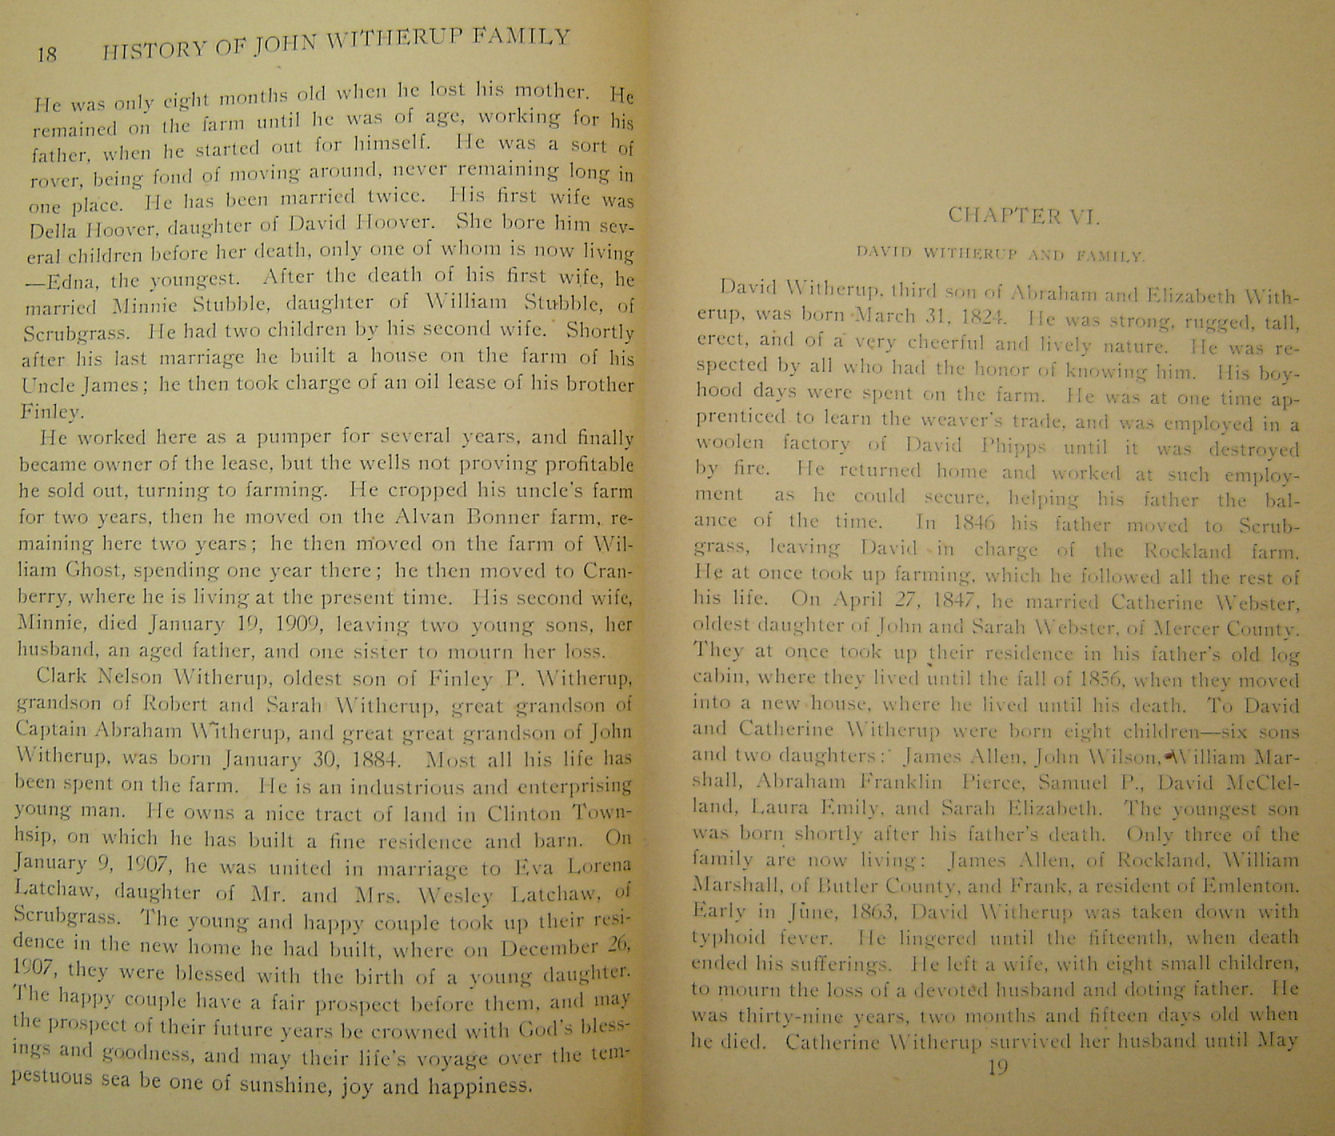 18 HISTORY OF JOHN WITHERUP FAMILY
He was only eight months old when he lost his mother. He
remained on the farm until he was of age, working for his
father, when he started out for himself. He was a sort of
rover, being fond of moving around, never remaining long in
one place. He has been married twice. His first wife was
Della Hoover, daughter of David Hoover. She bore him sev-
eral children before her death, only one of whom is now living
—Edna, the youngest. After the death of his first wife, he
married Minnie Stubble, daughter of William Stubble, of
Scrubgrass. He had two children by his second wife. Shortly
after his last marriage he built a house on the farm of his
Uncle James; he then took charge of an oil lease of his brother
Finley.
He worked here as a pumper for several years, and finally
became owner of the lease, but the wells not proving profitable
he sold out, turning to farming. He cropped his uncle's farm
for two years, then he moved on the Alvan Bonner farm, re-
maining here two years; he then moved on the farm of Wil-
liam Ghost, spending one year there; he then moved to Cran-
berry, where he is living at the present time. His second wife,
Minnie, died January 19, 1909, leaving two young sons, her
husband, an aged father, and one sister to mourn her loss.
Clark Nelson Witherup, oldest son of Finley P. Witherup,
grandson of Robert and Sarah Witherup, great grandson of
Captain Abraham Witherup, and great great grandson of John
Witherup, was born January 30, 1884. Most all his life has
been spent on the farm. He is an industrious and enterprising
young man. He owns a nice tract of land in Clinton Town-
hsip, on which he has built a fine residence and barn. On
January 9, 1907, he was united in marriage to Eva Lorena
Latchaw, daughter of Mr. and Mrs. Wesley Latchaw, of
Scrubgrass. The young and happy couple took up their resi-
dence in the new home he had built, where on December 26,
1907, they were blessed with the birth of a young daughter.
The happy couple have a fair prospect before them, and may
the prospect of their future years be crowned with God's bless-
ings and goodness, and may their life's voyage over the tem-
pestuous sea be one of sunshine, joy and happiness.
CHAPTER VI.
DAVID WITHERUP AND FAMILY.
David Witherup, third son of Abraham and Elizabeth With-
erup, was born March 31, 1824. He was strong, rugged, tall,
erect, and of a very cheerful and lively nature. He was re-
spected by all who had the honor of knowing him. His boy-
hood days were spent on the farm. He was at one time ap-
prenticed to learn the weaver's trade, and was employed in a
woolen factory of David Phipps until it was destroyed
by fire. He returned home and worked at such employ-
ment as he could secure, helping his father the bal-
ance of the time. In 1846 his father moved to Scrub-
grass, leaving David in charge of the Rockland farm.
He at once took up farming, which he followed all the rest of
his life. On April 27, 1847, he married Catherine Webster,
oldest daughter of John and Sarah Webster, of Mercer County.
They at once took up their residence in his father's old log
cabin, where they lived until the fall of 1856, when they moved
into a new house, where he lived until his death. To David
and Catherine Witherup were born eight children—six sons
and two daughters: James Allen, John Wilson, William Mar-
shall, Abraham Franklin Pierce, Samuel P., David McClel-
land, Laura Emily, and Sarah Elizabeth. The youngest son
was born shortly after his father's death. Only three of the
family are now living: James Allen, of Rockland, William
Marshall, of Butler County, and Frank, a resident of Emlenton.
Early in June, 1863, David Witherup was taken down with
typhoid fever. He lingered until the fifteenth, when death
ended his sufferings. He left a wife, with eight small children,
to mourn the loss of a devoted husband and doting father. He
was thirty-nine years, two months and fifteen days old when
he died. Catherine Witherup survived her husband until May
19